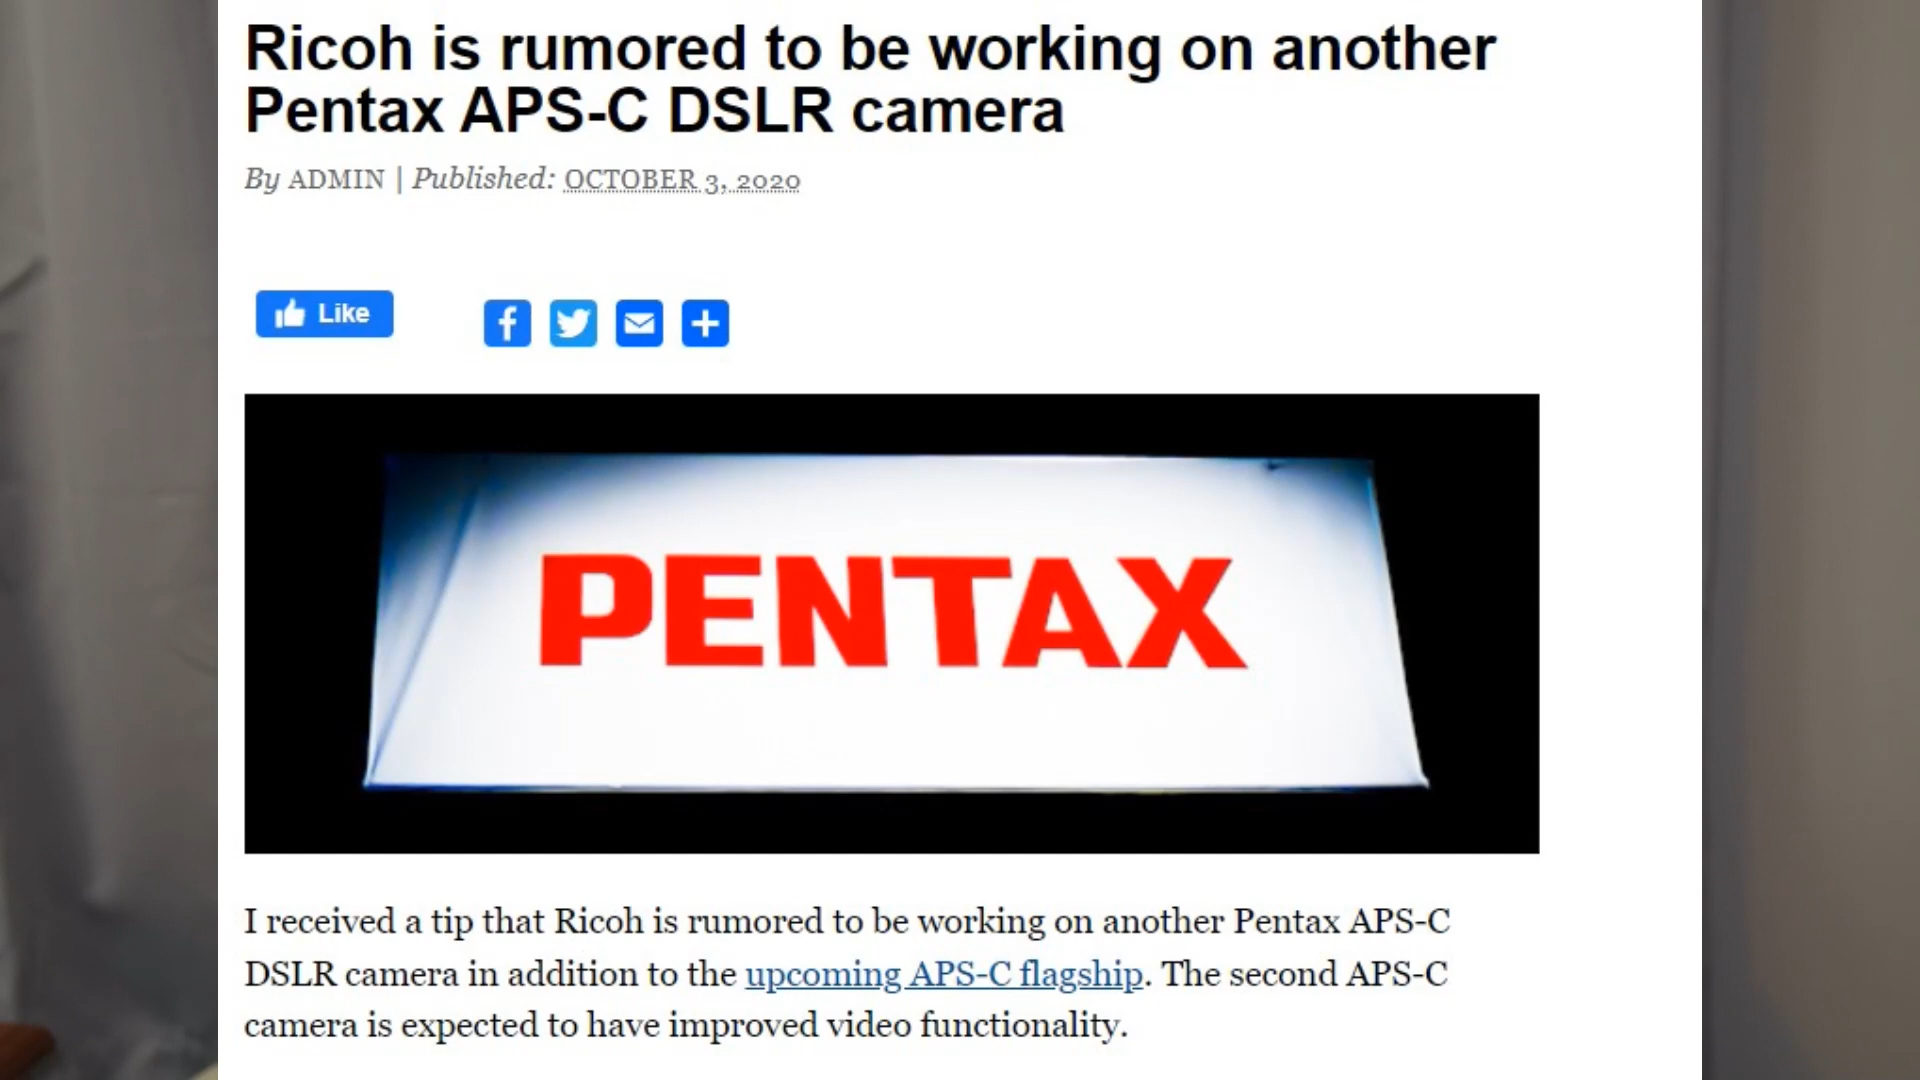 Ricoh is rumored to be working on another
Pentax APS-C DSLR camera
By ADMIN | Published: OCTOBER 3, 2020
Like
PENTAX
I received a tip that Ricoh is rumored to be working on another Pentax APS-C
DSLR camera in addition to the upcoming APS-C flagship. The second APS-C
camera is expected to have improved video functionality.